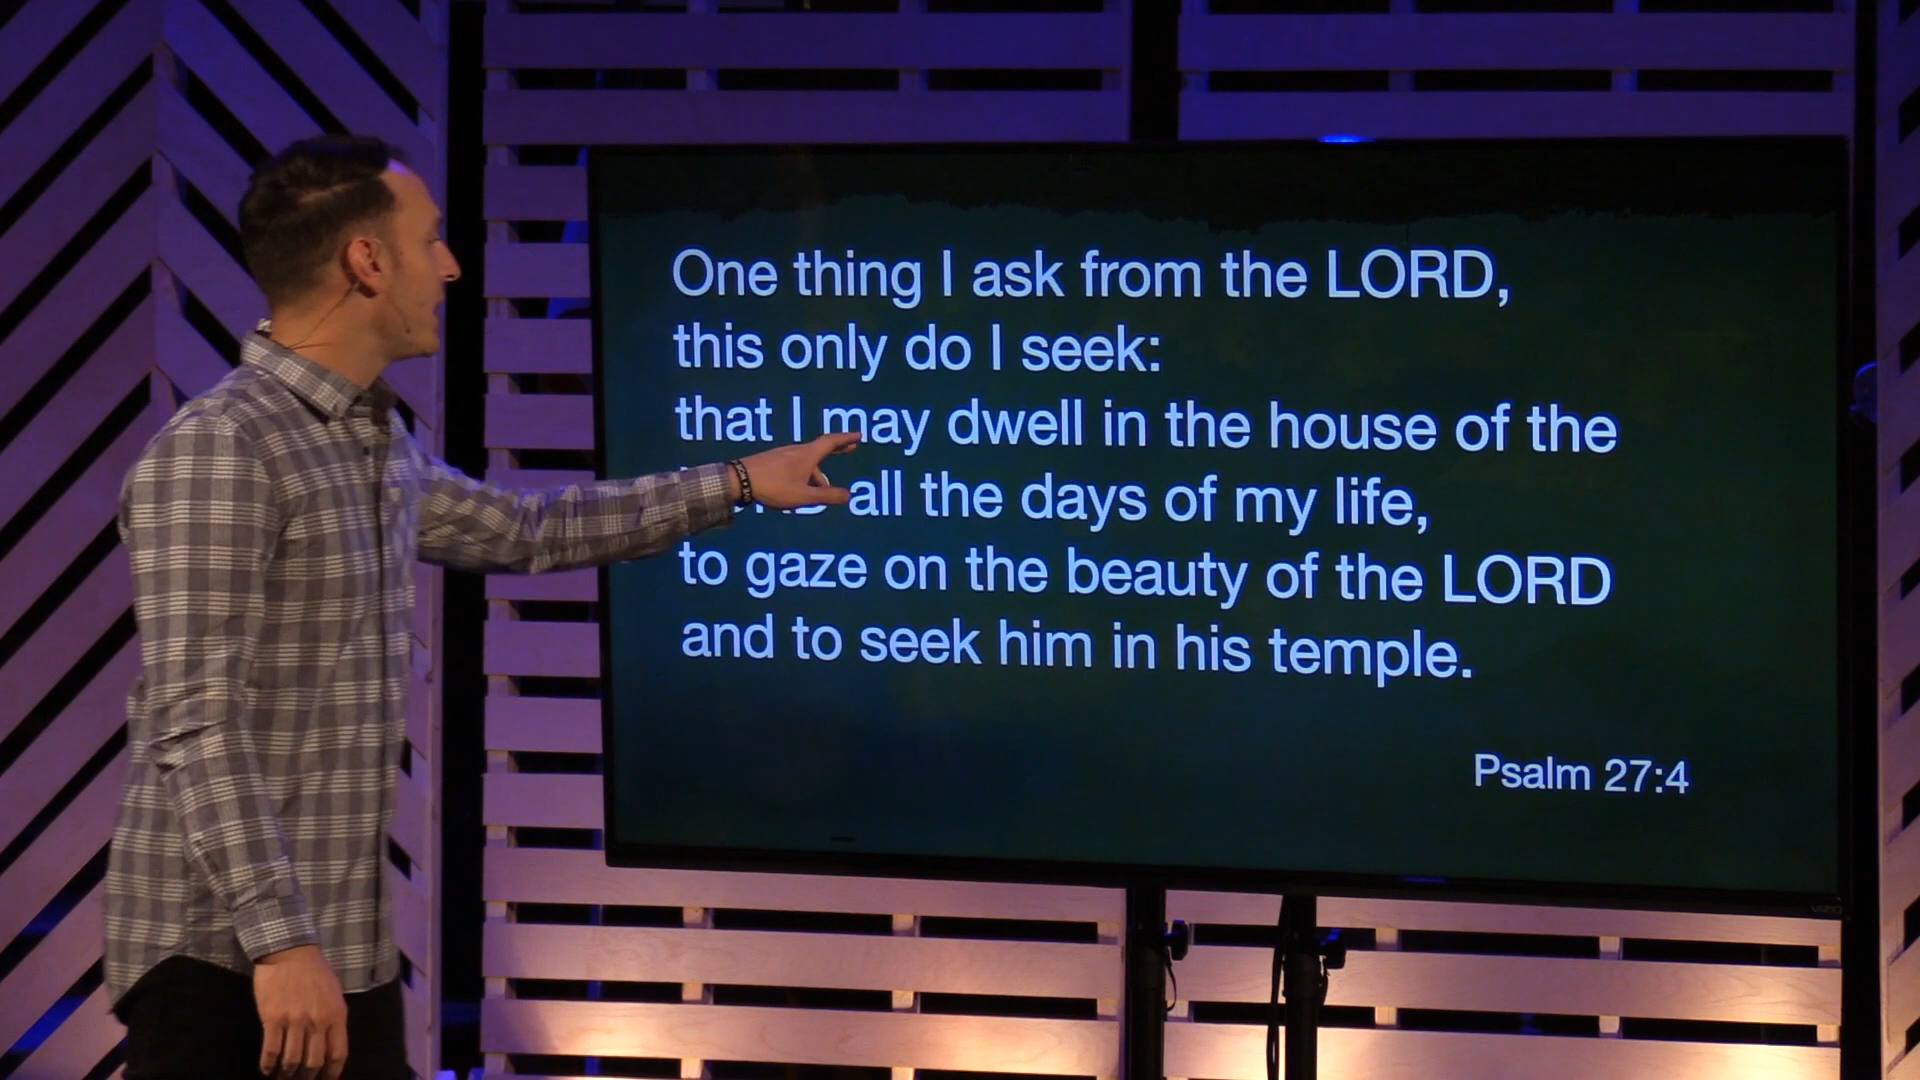 One thing I ask from the LORD,
this only do I seek:
that I may dwell in the house of the
all the days of my life,
to gaze on the beauty of the LORD
and to seek him in his temple.
Psalm 27:4
VIZIO